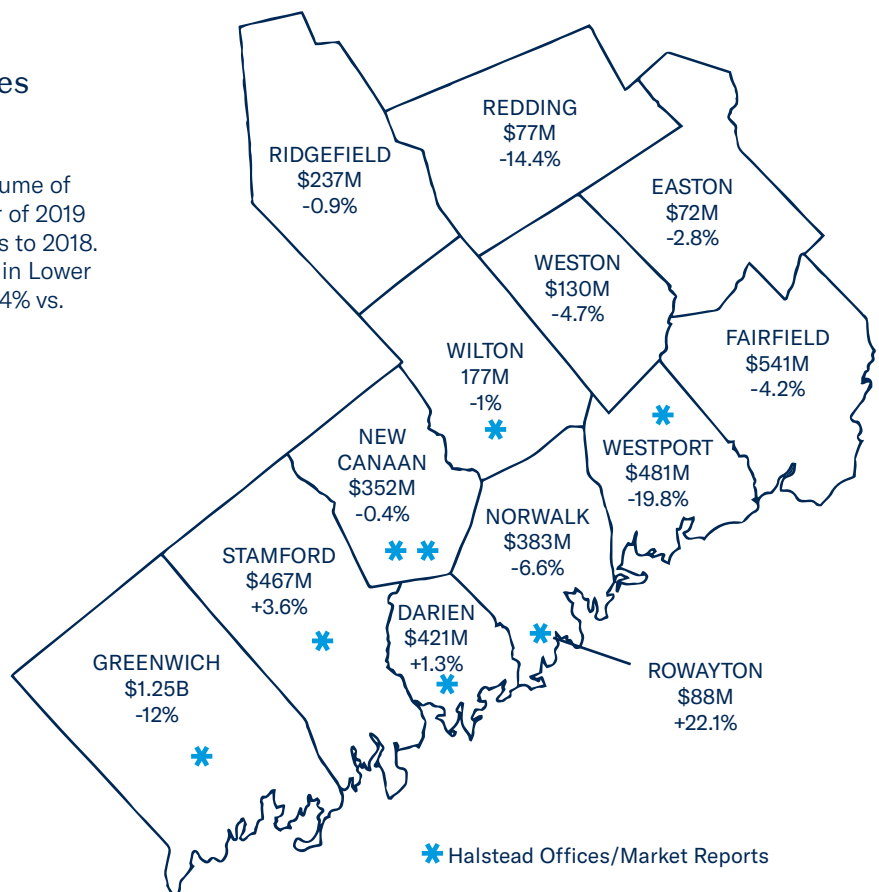 es
ume of
r of 2019
s to 2018.
in Lower
4% vs.
RIDGEFIELD
$237M
-0.9%
REDDING
$77M
-14.4%
EASTON
$72M
-2.8%
WESTON
$130M
-4.7%
FAIRFIELD
$541M
-4.2%
WILTON
177M
-1%
WESTPORT
$481M
-19.8%
NEW
CANAAN
$352M
-0.4%
NORWALK
$383M
-6.6%
STAMFORD
$467M
+3.6%
DARIEN
$421M
+1.3%
GREENWICH
$1.25B
-12%
ROWAYTON
$88M
+22.1%
Halstead Offices/Market Reports